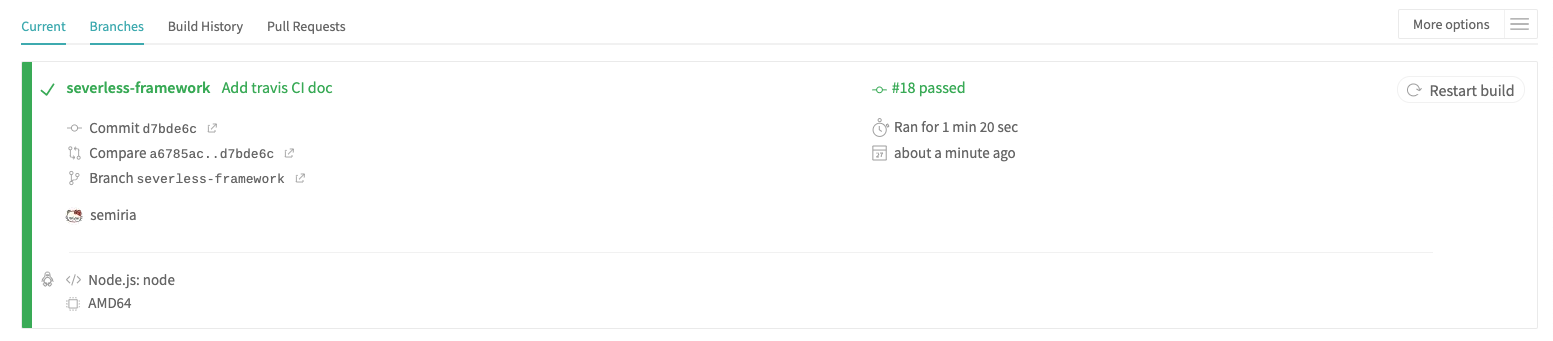 Current Branches Build History Pull Requests More options
severless-framework Add travis CI doc #18 passed Restart build
Commit d7bde6c Ran for 1 min 20 sec
Compare a6785ac..d7bde6c about a minute ago
Branch severless-framework
semiria
Node.js: node
AMD64